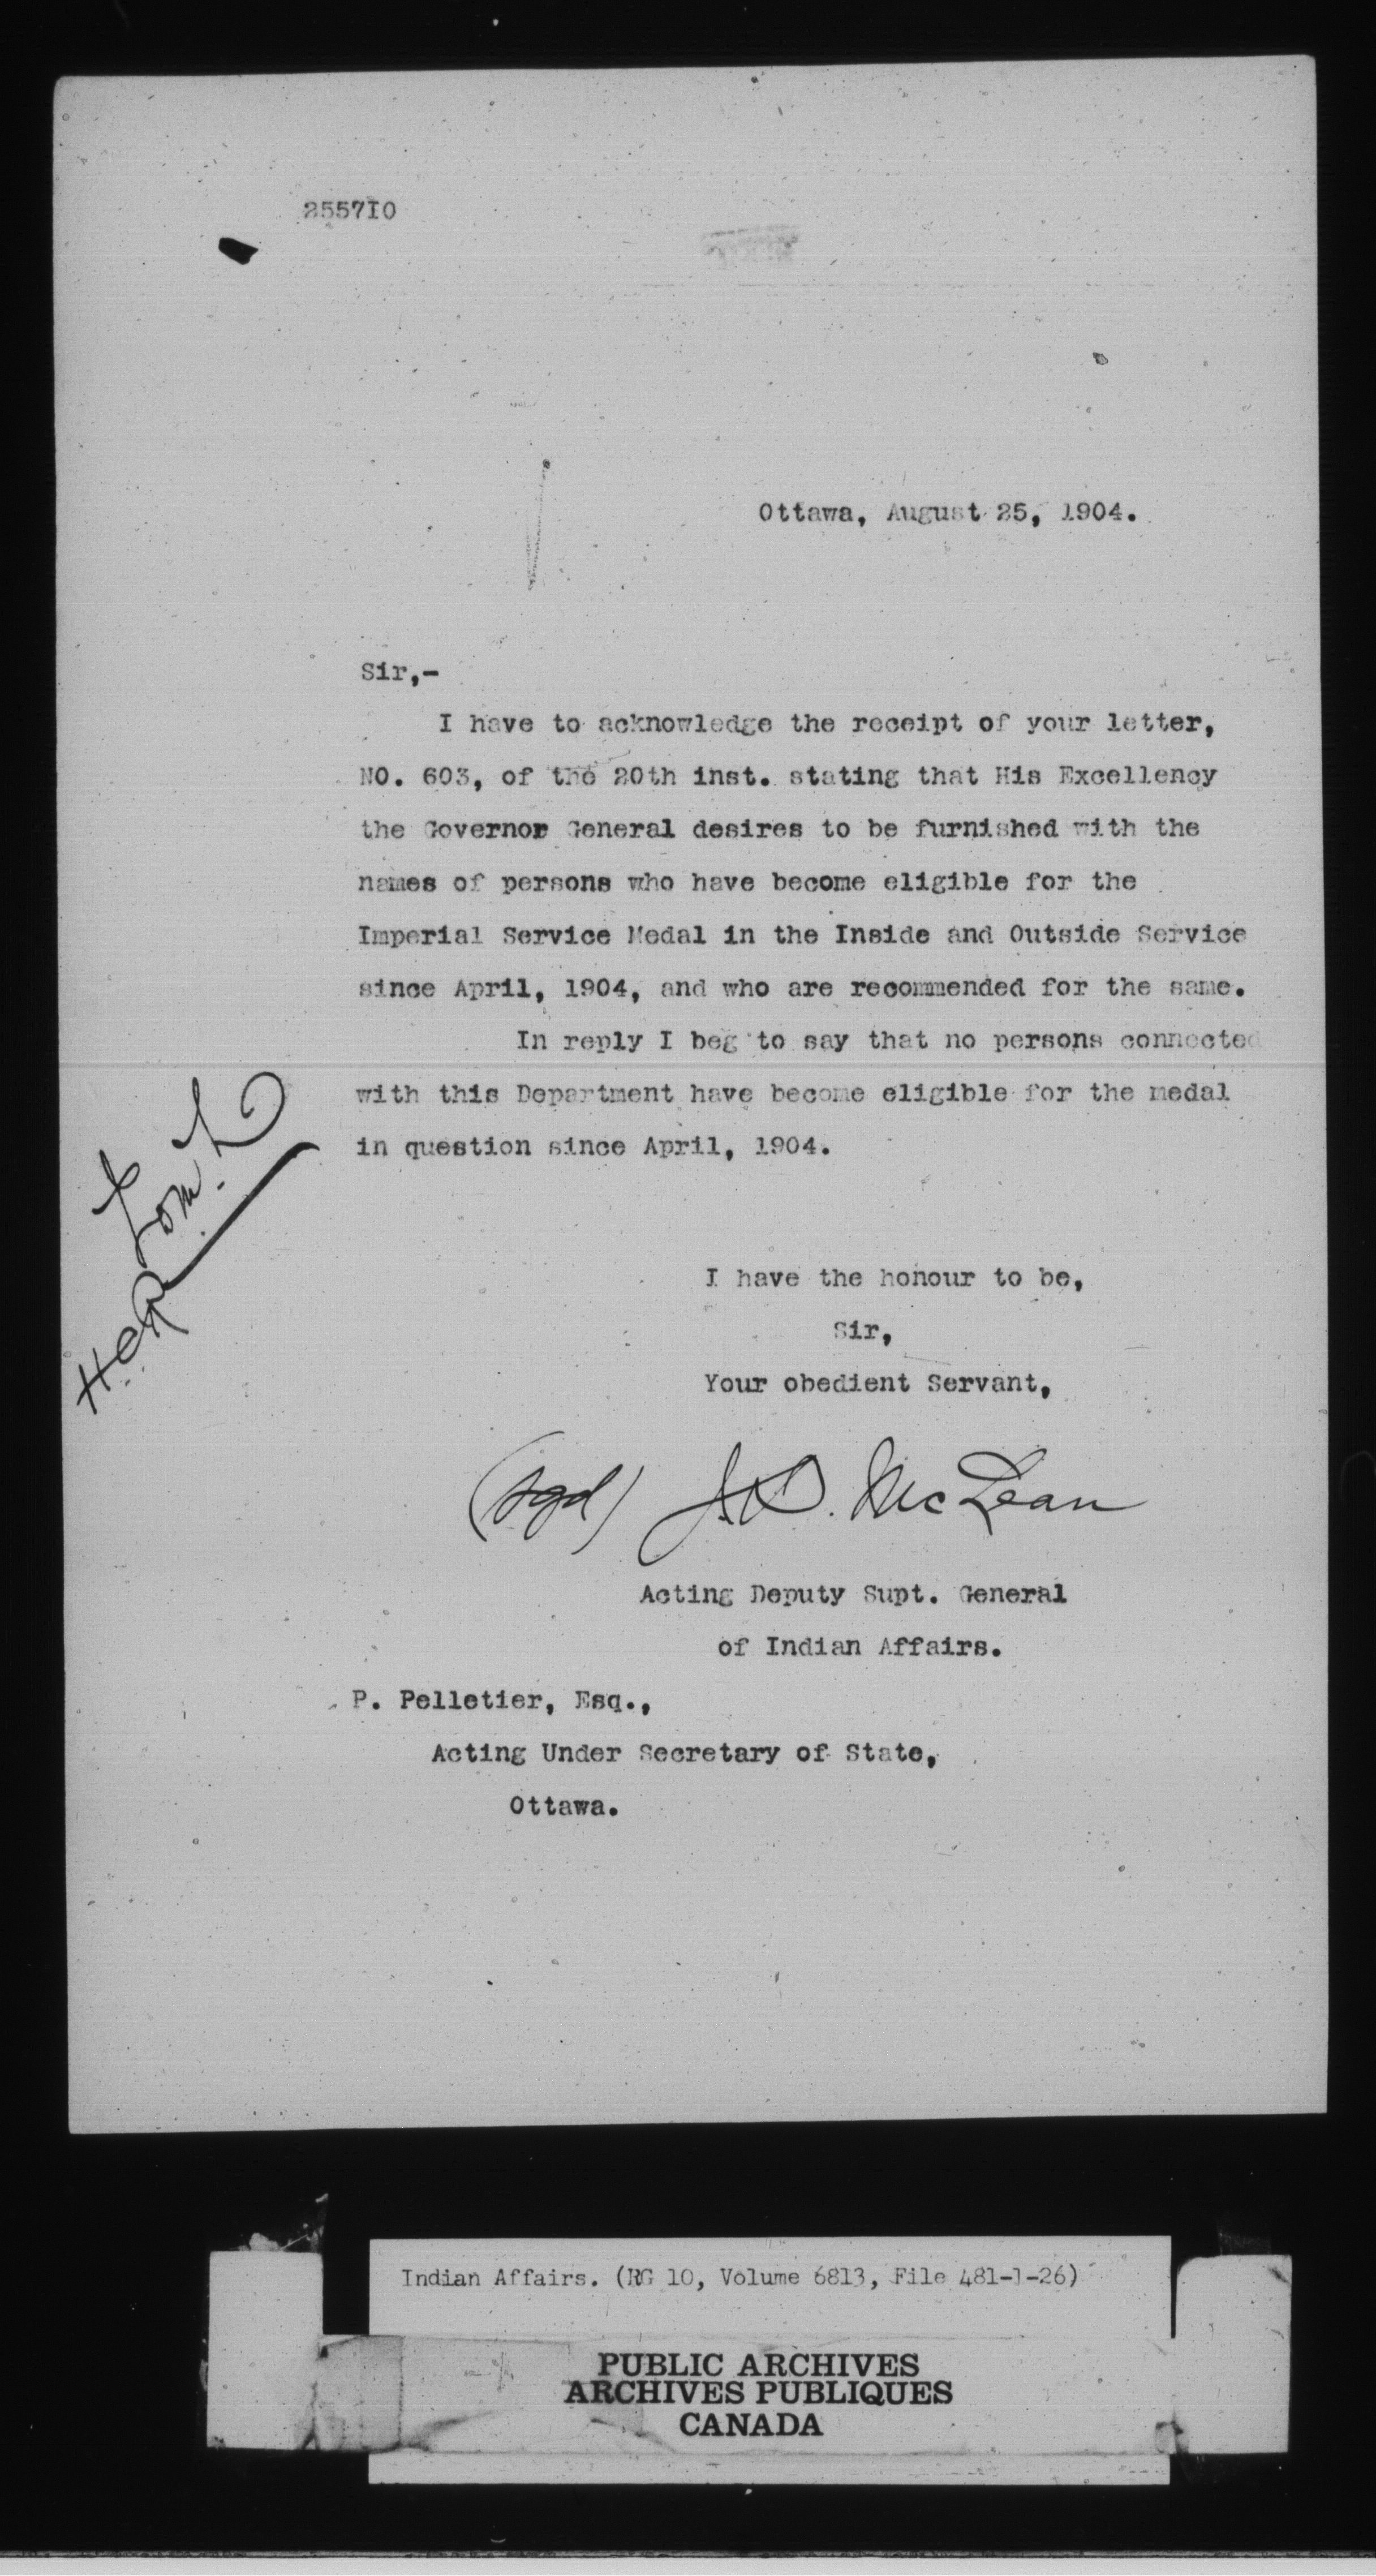 255710
Ottawa, August 25, 1904.
Sir,-
I have to acknowledge the receipt of your letter,
NO. 603, of the 20th inst. stating that His Excellency
the Governor General desires to be furnished with the
names of persons who have become eligible for the
Imperial Service Medal in the Inside and Outside Service
since April, 1904, and who are recommended for the same.
In reply I beg to say that no persons connected
with this Department have become eligible for the medal
in question since April, 1904.
I have the honour to be,
Sir,
Your obedient Servant,
(sgd) J.D. McLean
Acting Deputy Supt. General
of Indian Affairs.
P. Pelletier, Esq.,
Acting Under Secretary of State,
Ottawa.
Indian Affairs. (RG 10, Volume 6813, File 481-1-26)
PUBLIC ARCHIVES
ARCHIVES PUBLIQUES
CANADA